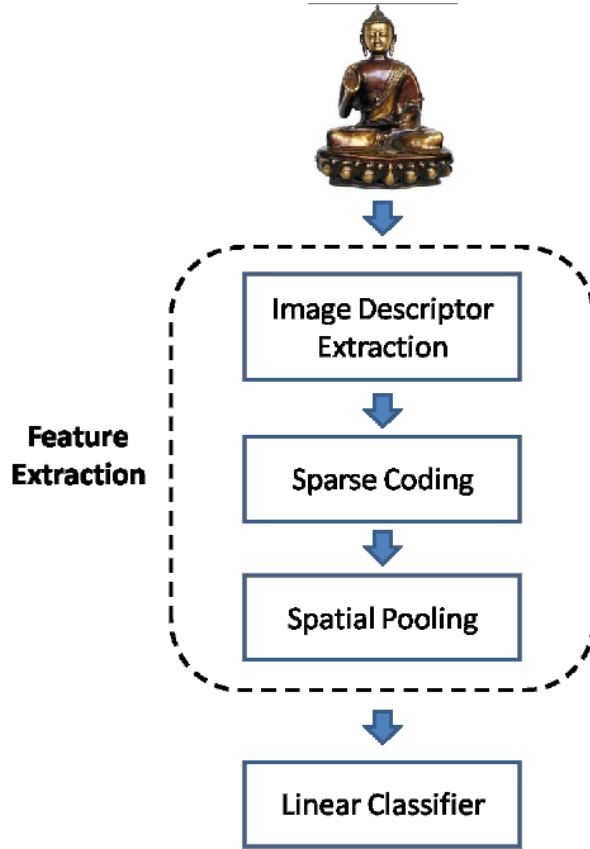 Image Descriptor
Extraction
Feature
Extraction
Sparse Coding
Spatial Pooling
Linear Classifier